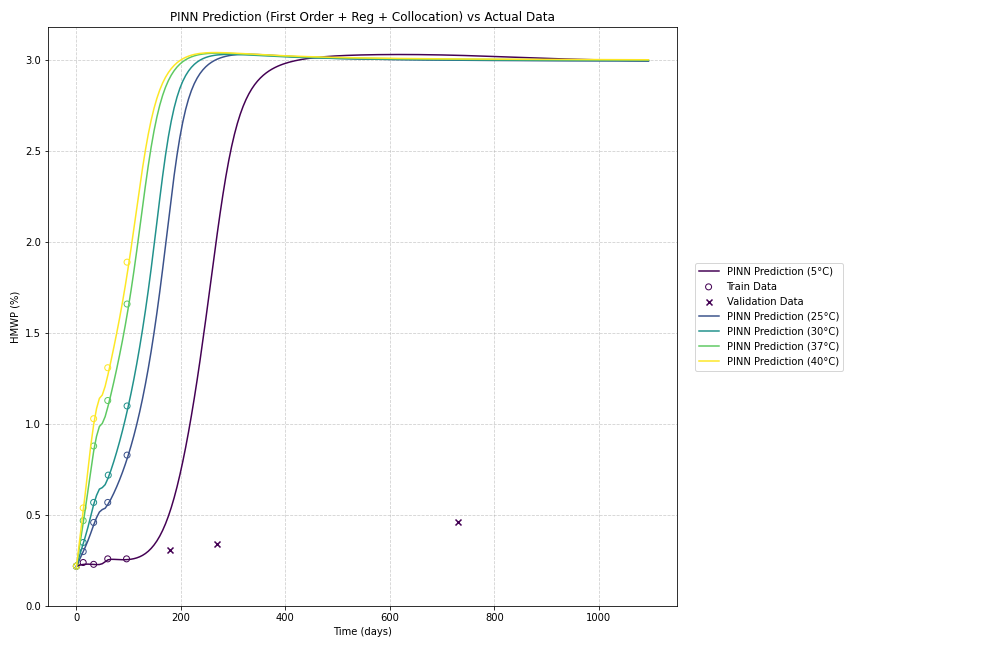 PINN Prediction (First Order + Reg + Collocation) vs Actual Data
3.0
2.5
2.0
1.5
1.0
0.5
0.0
HMWP (%)
0
200
400
600
800
1000
Time (days)
PINN Prediction (5°C)
Train Data
Validation Data
PINN Prediction (25°C)
PINN Prediction (30°C)
PINN Prediction (37°C)
PINN Prediction (40°C)